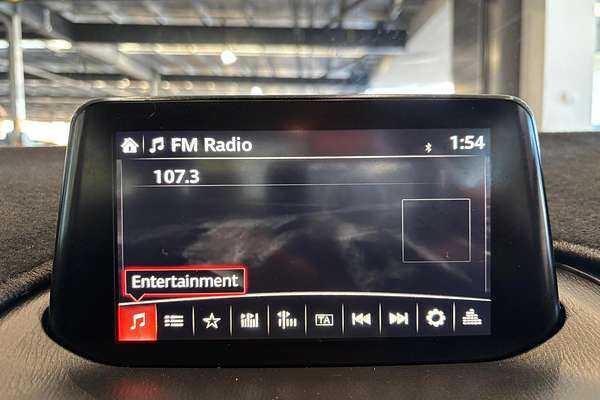 FM Radio
1:54
107.3
Entertainment
TA